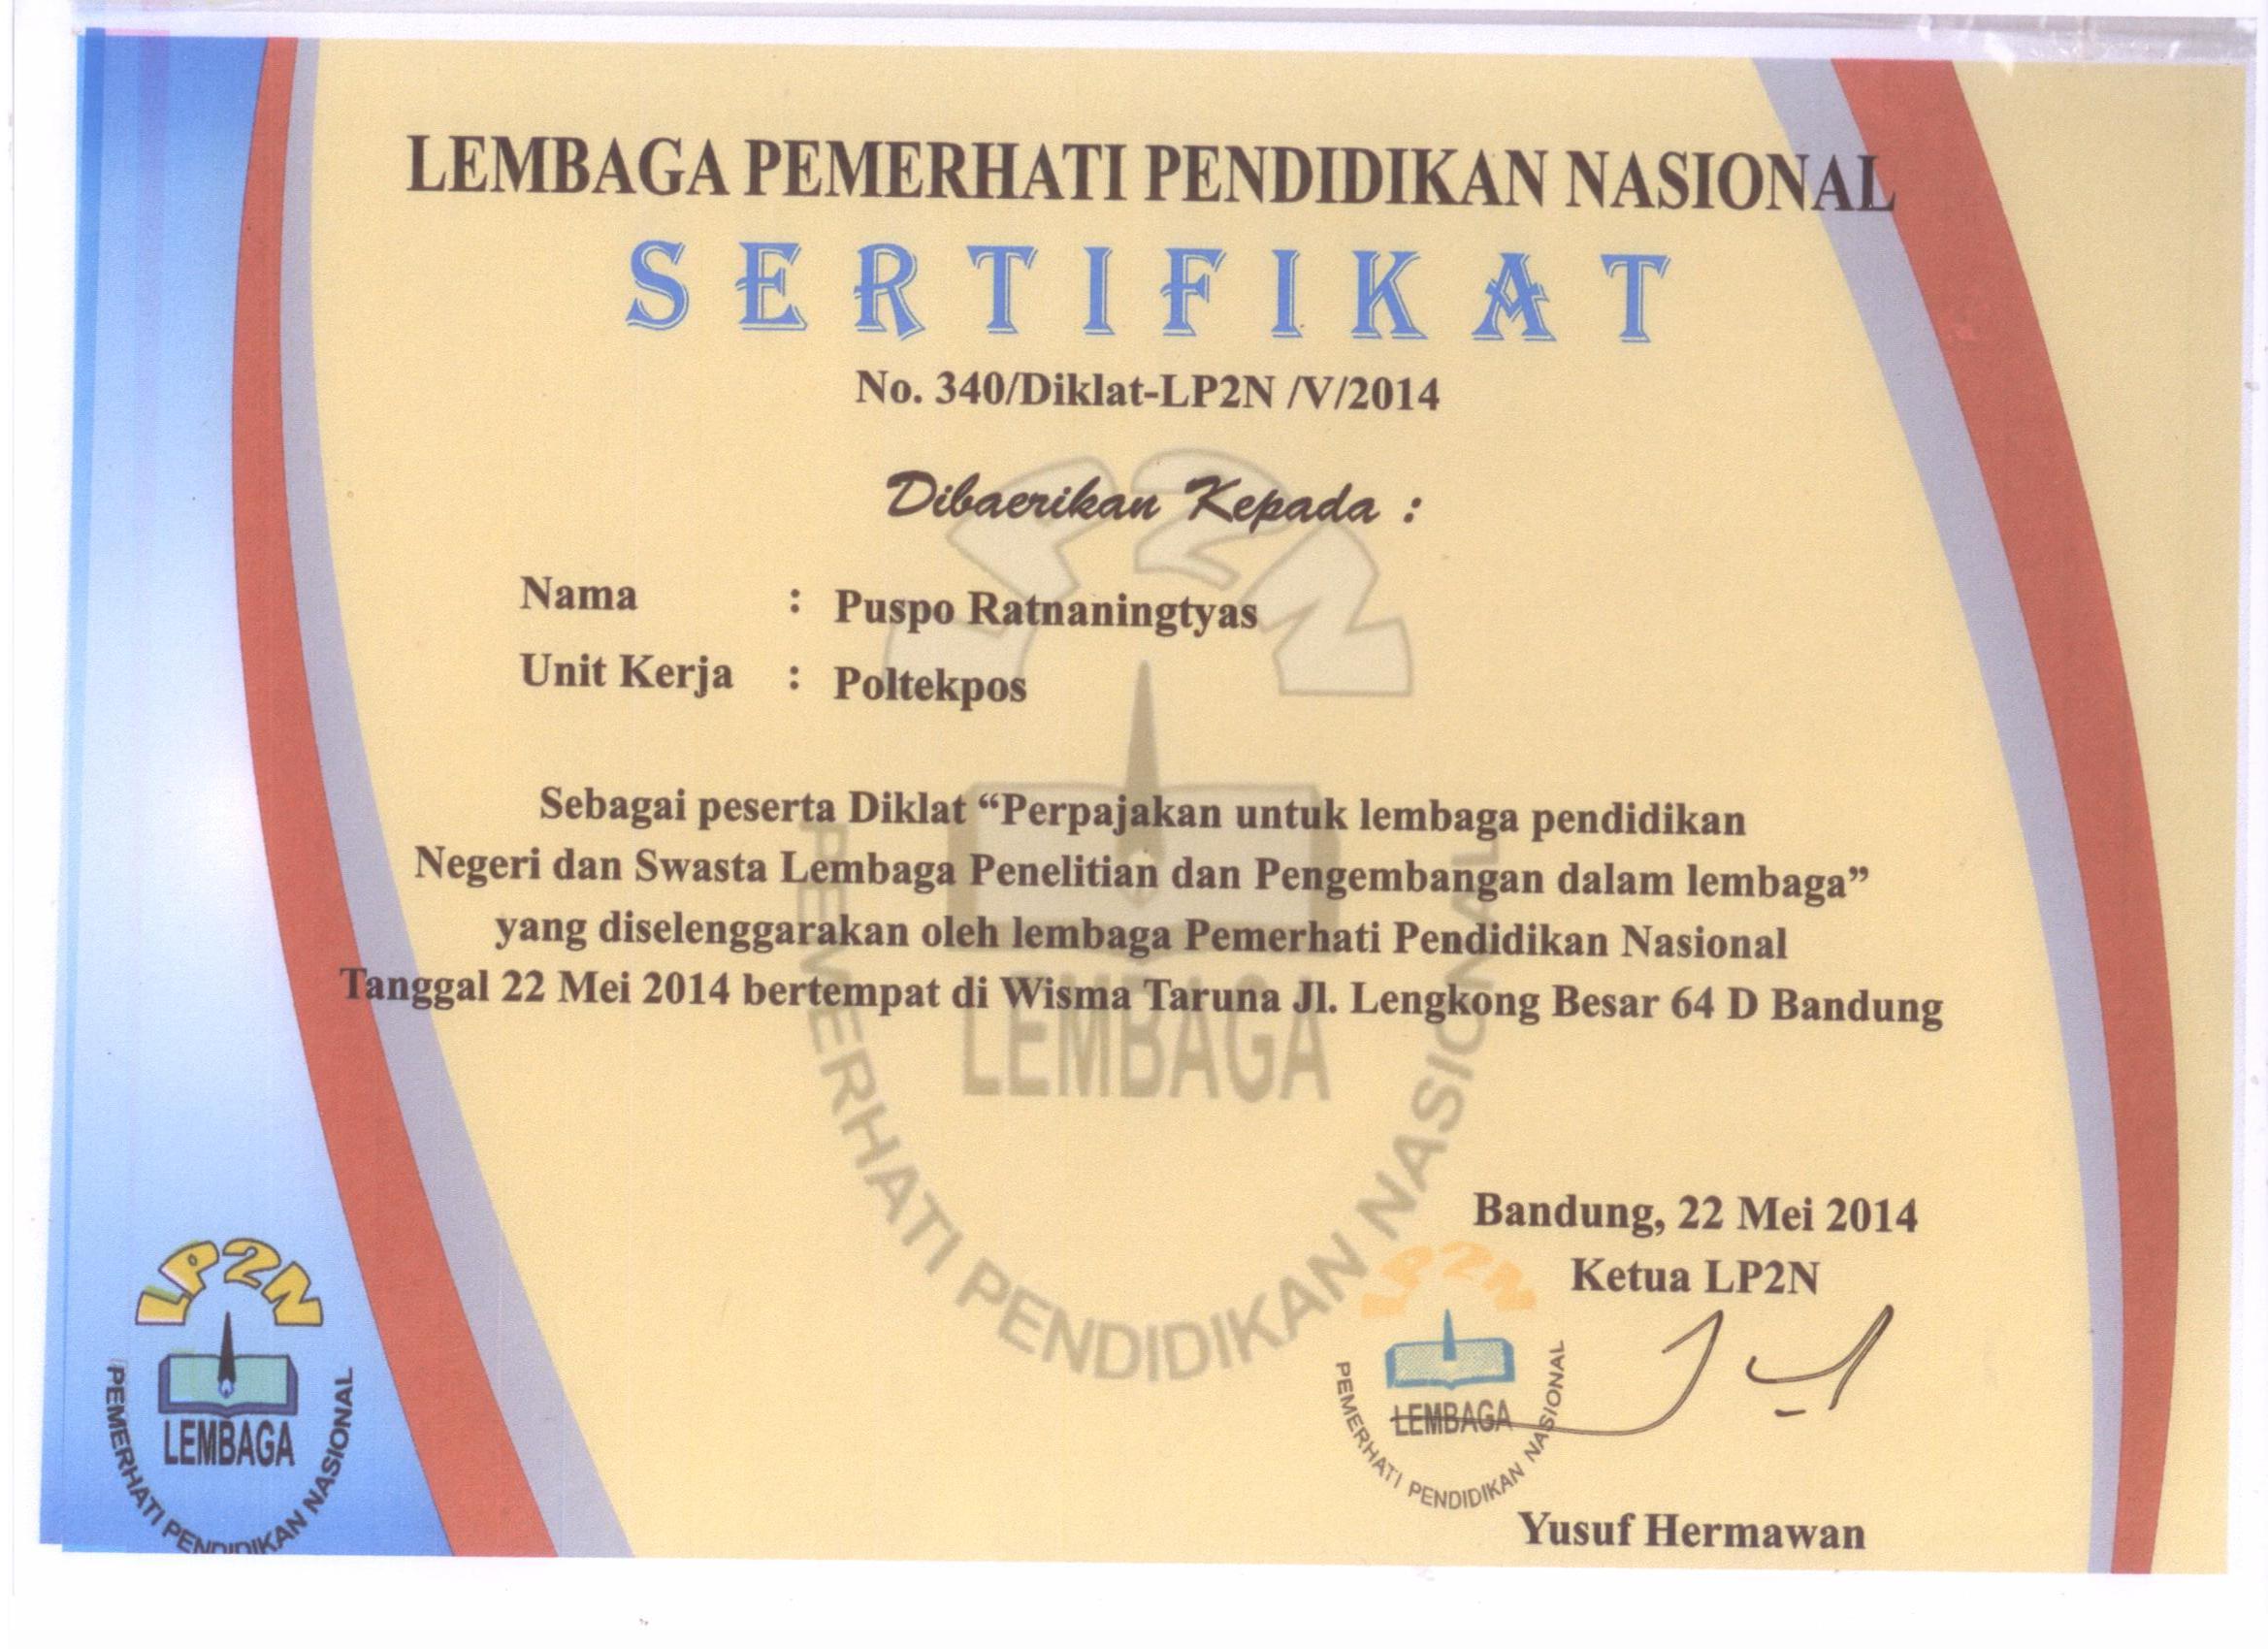 LEMBAGA PEMERHATI PENDIDIKAN NASIONAL
SERTIFIKAT
No. 340/Diklat-LP2N /V/2014
Dibaerikan Kepada :
Nama : Puspo Ratnaningtyas
Unit Kerja : Poltekpos
Sebagai peserta Diklat “Perpajakan untuk lembaga pendidikan
Negeri dan Swasta Lembaga Penelitian dan Pengembangan dalam lembaga”
yang diselenggarakan oleh lembaga Pemerhati Pendidikan Nasional
Tanggal 22 Mei 2014 bertempat di Wisma Taruna Jl. Lengkong Besar 64 D Bandung
LP2N
LEMBAGA
PEMERHATI PENDIDIKAN NASIONAL
Bandung, 22 Mei 2014
Ketua LP2N
LP2N
LEMBAGA
PEMERHATI PENDIDIKAN NASIONAL
Yusuf Hermawan
LP2N
LEMBAGA
PEMERHATI PENDIDIKAN NASIONAL